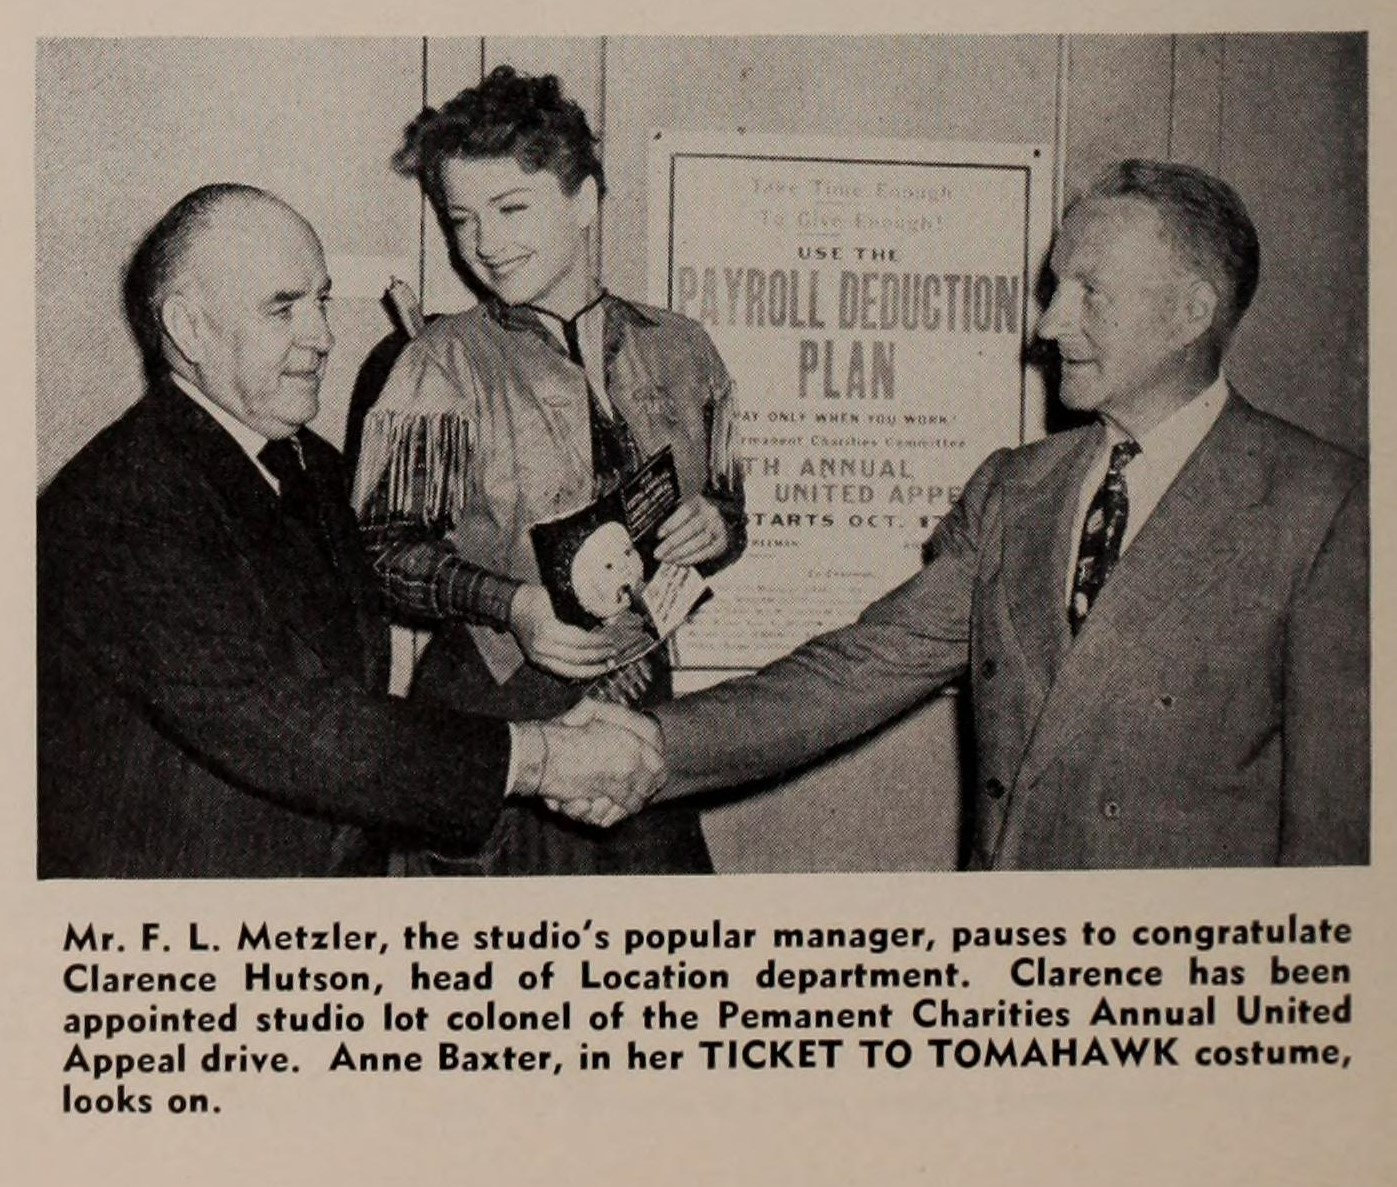 Take Time Enough
To Give Enough!
USE THE
PAYROLL DEDUCTION
PLAN
PAY ONLY WHEN YOU WORK"
Charities Committee
TH ANNUAL
UNITED APPE
STARTS OCT. 17
Mr. F. L. Metzler, the studio's popular manager, pauses to congratulate
Clarence Hutson, head of Location department. Clarence has been
appointed studio lot colonel of the Pemanent Charities Annual United
Appeal drive. Anne Baxter, in her TICKET TO TOMAHAWK costume,
looks on.